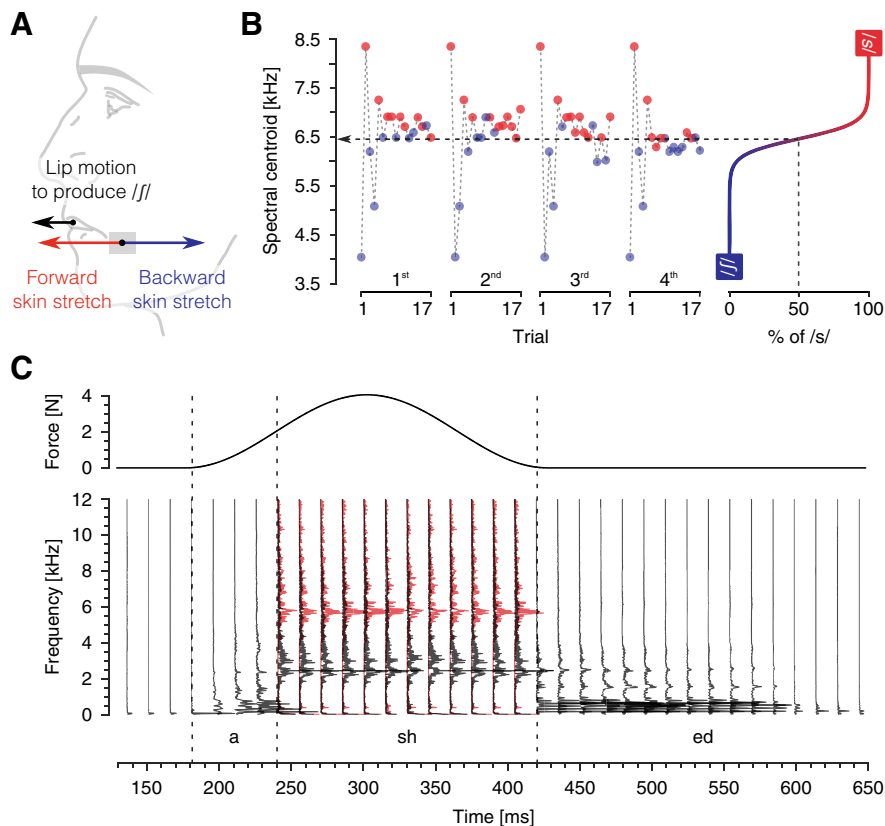 A
Lip motion
to produce /ʃ/
Forward
skin stretch
Backward
skin stretch
B
Spectral centroid [kHz]
8.5
7.5
6.5
5.5
4.5
3.5
1st
2nd
3rd
4th
1 17
1 17
1 17
1 17
Trial
/s/
/ʃ/
0 50 100
% of /s/
C
Force [N]
4
2
0
Frequency [kHz]
12
10
8
6
4
2
0
a sh ed
150 200 250 300 350 400 450 500 550 600 650
Time [ms]